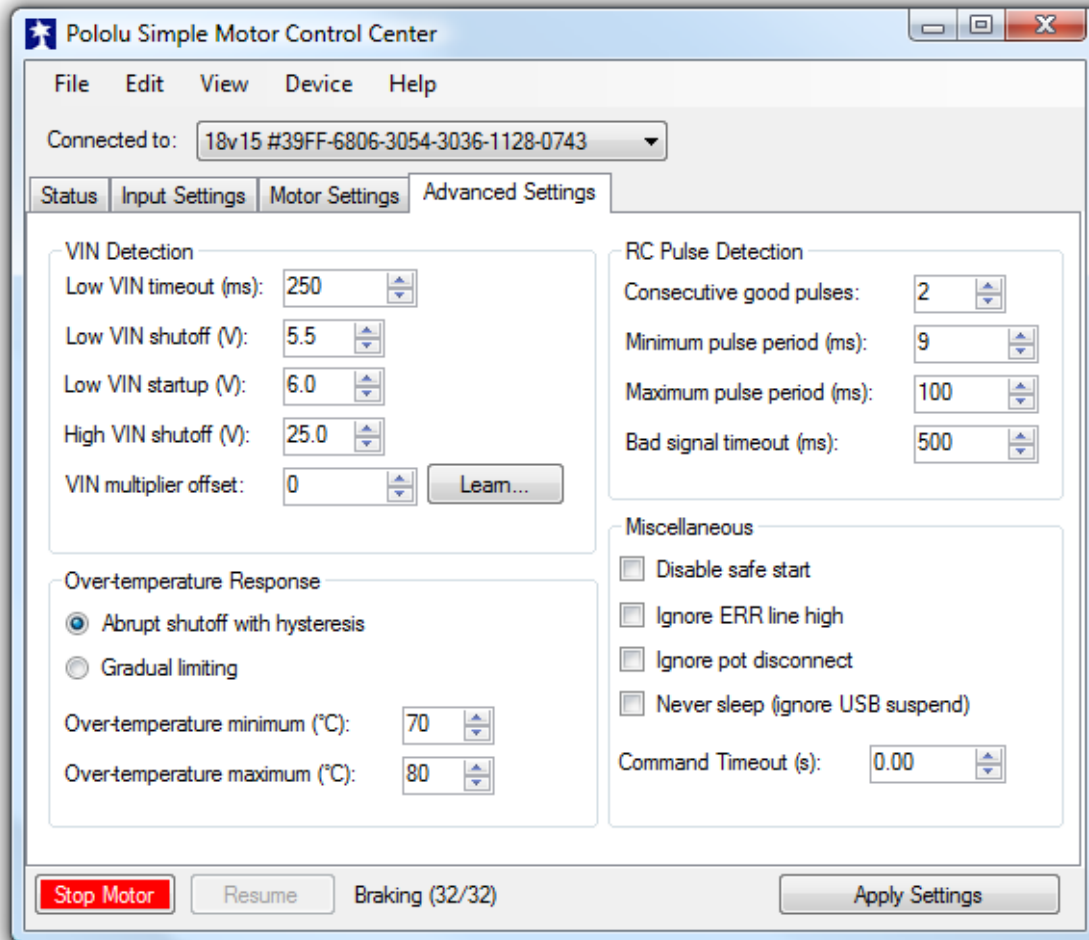 Pololu Simple Motor Control Center
File Edit View Device Help
Connected to: 18v15 #39FF-6806-3054-3036-1128-0743
Status Input Settings Motor Settings Advanced Settings
VIN Detection
Low VIN timeout (ms): 250
Low VIN shutoff (V): 5.5
Low VIN startup (V): 6.0
High VIN shutoff (V): 25.0
VIN multiplier offset: 0 Learn...
Over-temperature Response
Abrupt shutoff with hysteresis
Gradual limiting
Over-temperature minimum (°C): 70
Over-temperature maximum (°C): 80
RC Pulse Detection
Consecutive good pulses: 2
Minimum pulse period (ms): 9
Maximum pulse period (ms): 100
Bad signal timeout (ms): 500
Miscellaneous
Disable safe start
Ignore ERR line high
Ignore pot disconnect
Never sleep (ignore USB suspend)
Command Timeout (s): 0.00
Stop Motor Resume Braking (32/32) Apply Settings